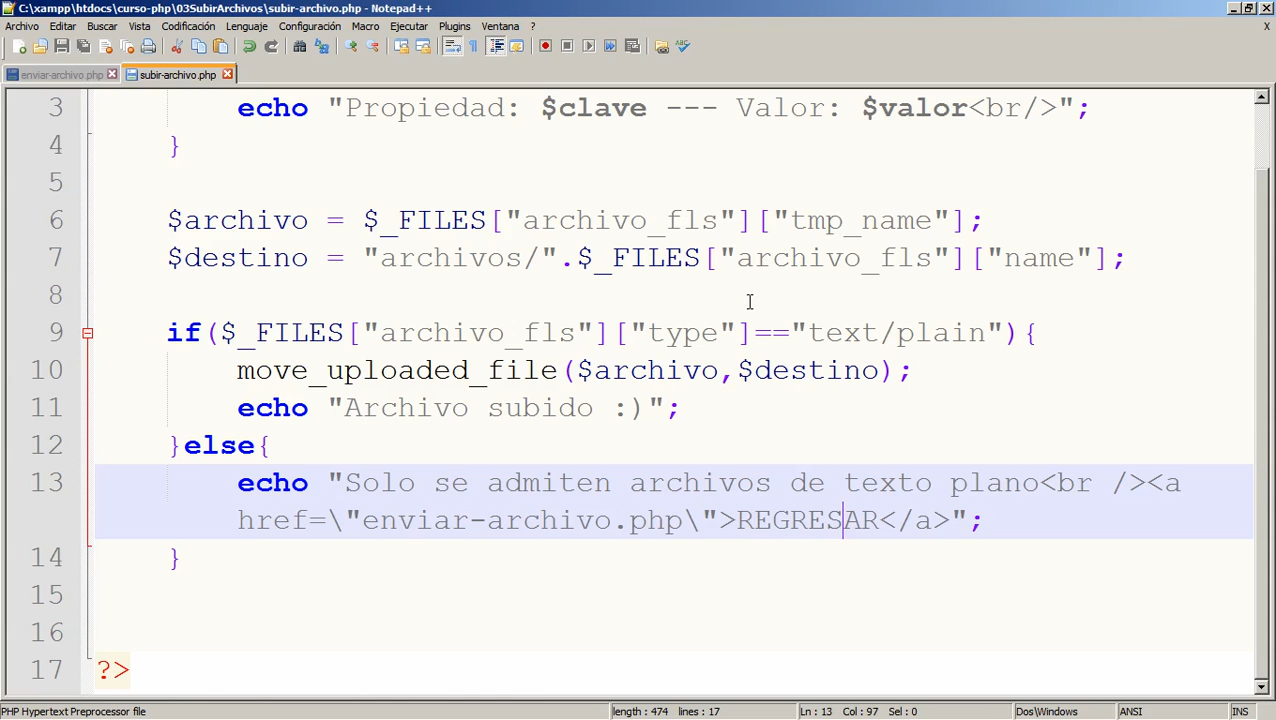 C:\xampp\htdocs\curso-php\03SubirArchivos\subir-archivo.php - Notepad++
Archivo Editar Buscar Vista Codificación Lenguaje Configuración Macro Ejecutar Plugins Ventana ?
enviar-archivo.php subir-archivo.php
3 echo "Propiedad: $clave --- Valor: $valor<br/>";
4 }
5
6 $archivo = $_FILES["archivo_fls"]["tmp_name"];
7 $destino = "archivos/".$_FILES["archivo_fls"]["name"];
8
9 if($_FILES["archivo_fls"]["type"]=="text/plain"){
10 move_uploaded_file($archivo,$destino);
11 echo "Archivo subido :)";
12 }else{
13 echo "Solo se admiten archivos de texto plano<br /><a
href=\"enviar-archivo.php\">REGRESAR</a>";
14 }
15
16
17 ?>
PHP Hypertext Preprocessor file length : 474 lines : 17 Ln : 13 Col : 97 Sel : 0 Dos\Windows ANSI INS